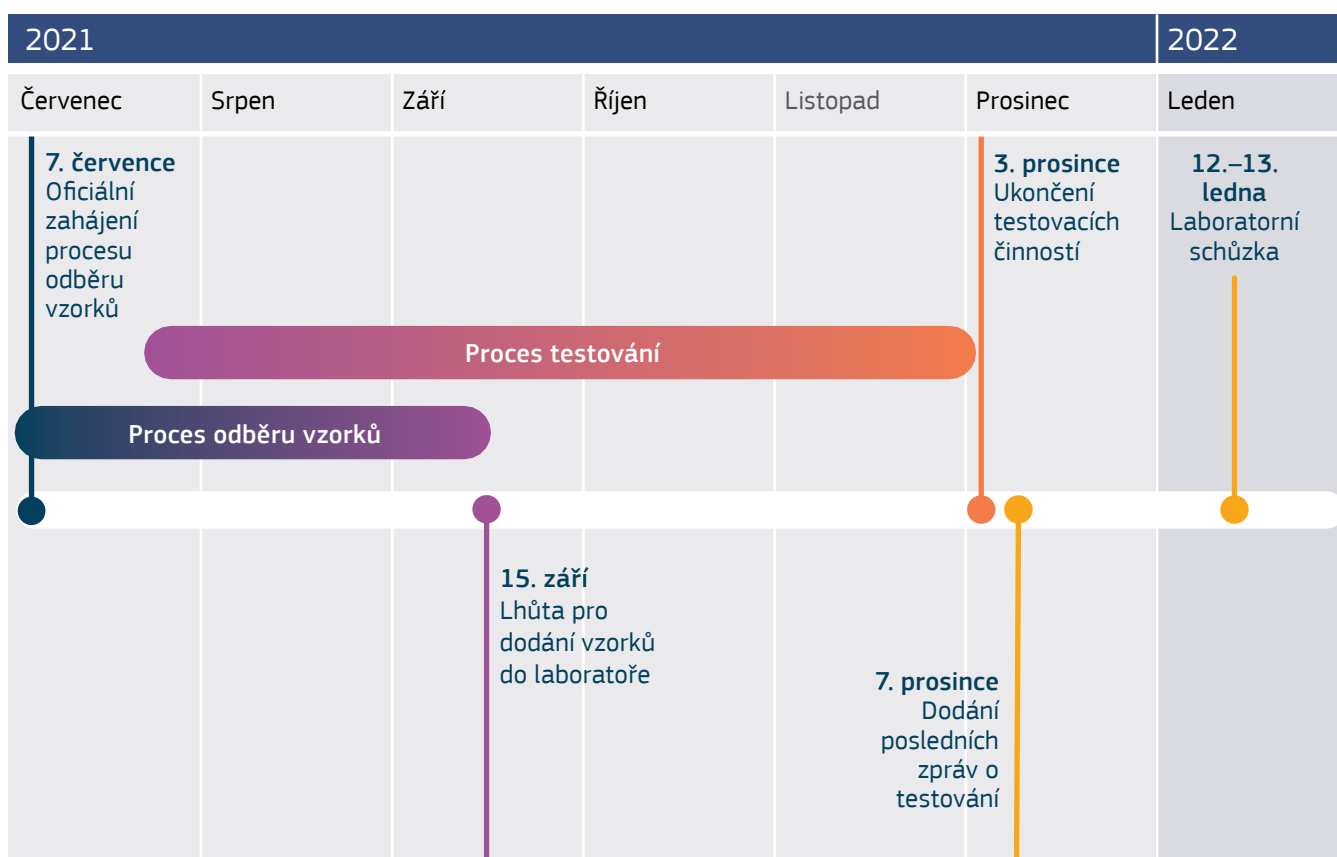 2021
2022
Červenec
Srpen
Září
Říjen
Listopad
Prosinec
Leden
7. července
Oficiální
zahájení
procesu
odběru
vzorků
3. prosince
Ukončení
testovacích
činností
12.–13.
ledna
Laboratorní
schůzka
Proces testování
Proces odběru vzorků
15. září
Lhůta pro
dodání vzorků
do laboratoře
7. prosince
Dodání
posledních
zpráv o
testování